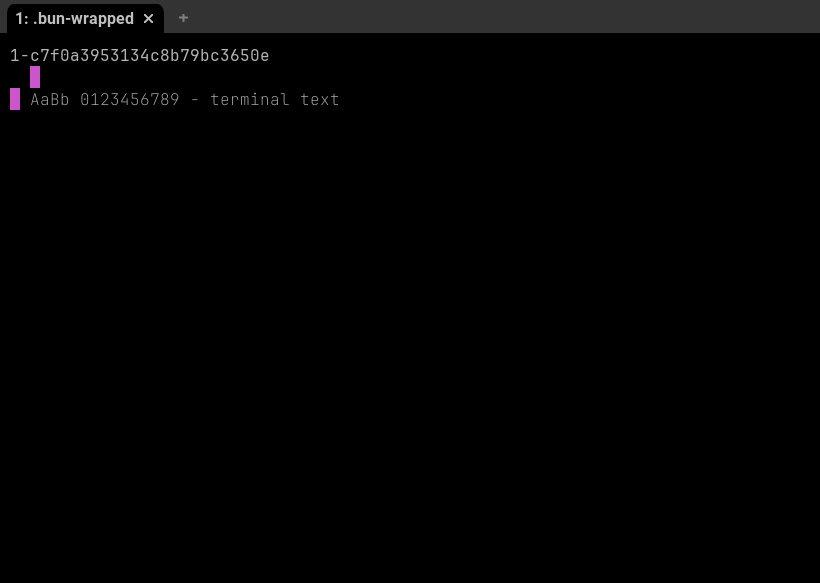 1: .bun-wrapped × +
1-c7f0a3953134c8b79bc3650e
AaBb 0123456789 - terminal text